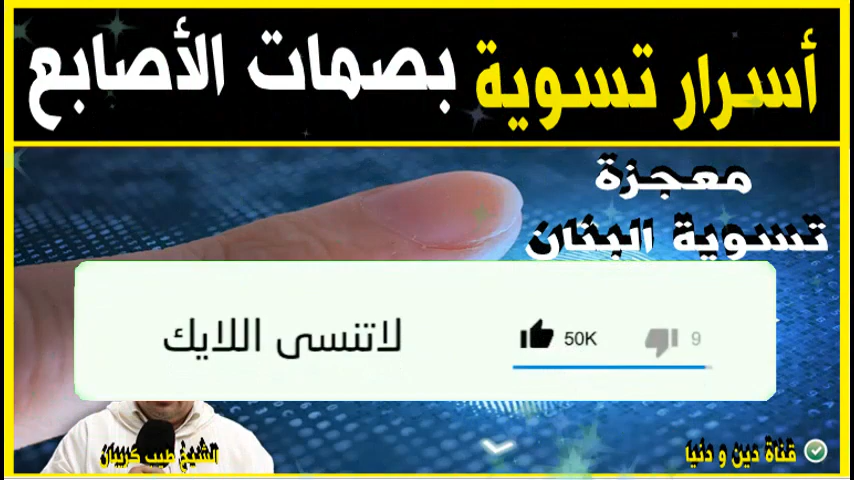 أسرار تسوية بصمات الأصابع
معجزة
تسوية البنان
لاتنسى اللايك
50K
9
الشيخ طيب كريبان
قناة دين و دنيا